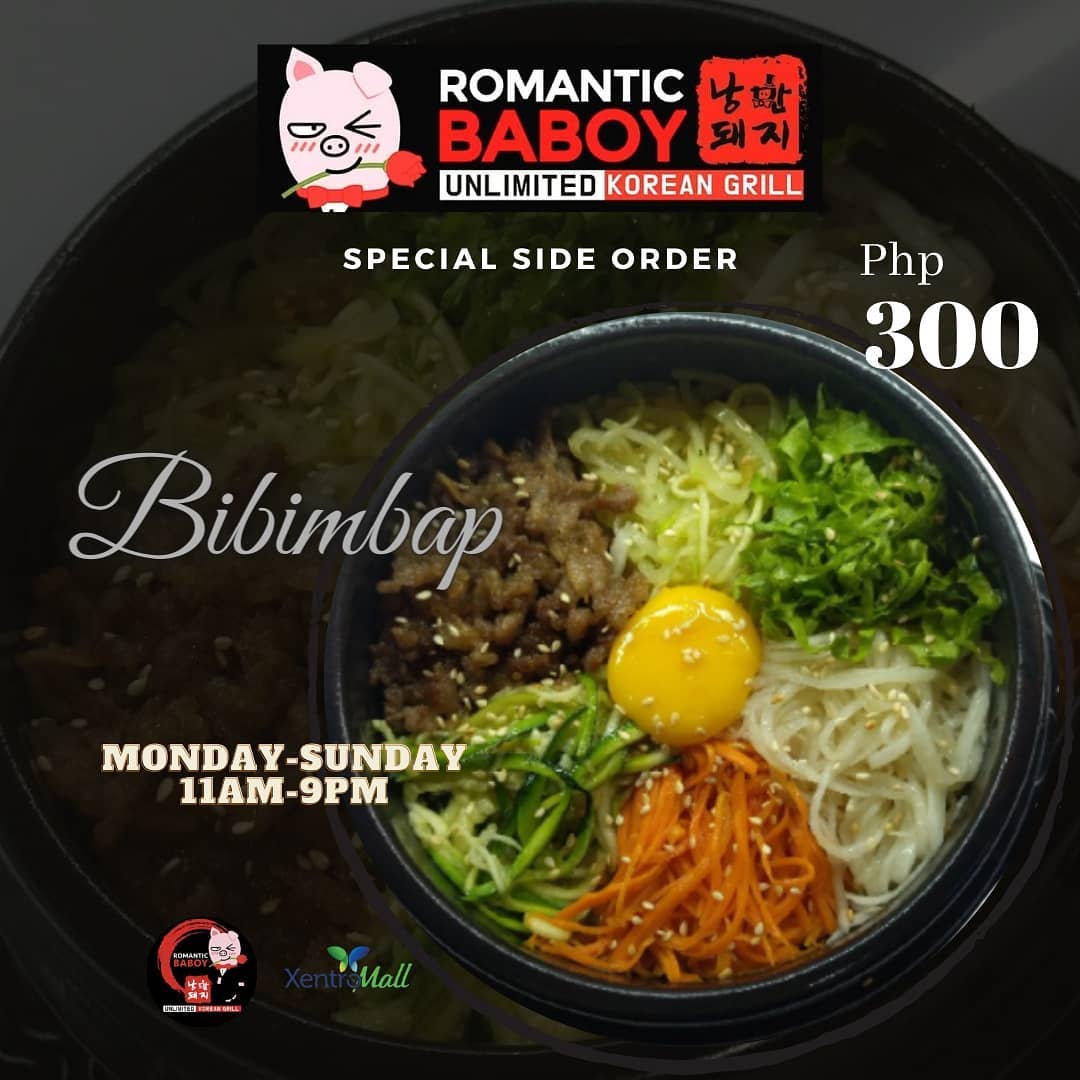 ROMANTIC
BABOY
낭만
돼지
UNLIMITED KOREAN GRILL
SPECIAL SIDE ORDER
Php
300
Bibimbap
MONDAY-SUNDAY
11AM-9PM
ROMANTIC
BABOY
낭만
돼지
UNLIMITED KOREAN GRILL
XentroMall